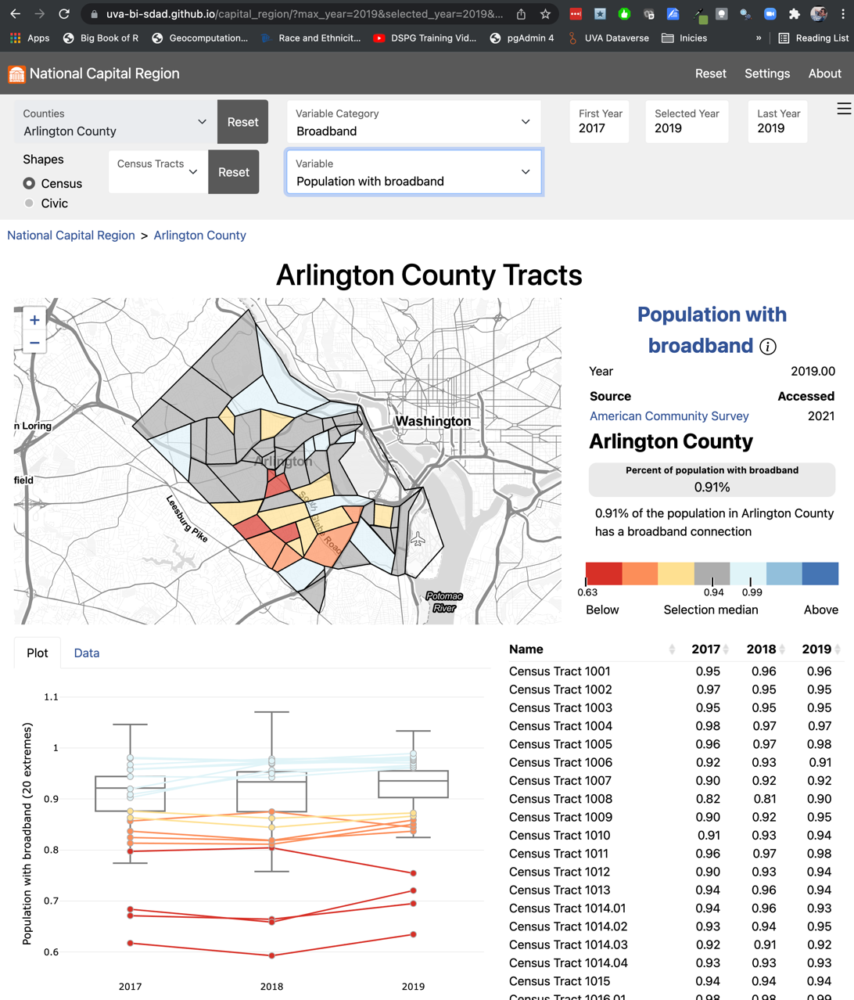 uva-bi-sdad.github.io/capital_region/?max_year=2019&selected_year=2019&...
Apps
Big Book of R
Geocomputation...
Race and Ethnicit...
DSPG Training Vid...
pgAdmin 4
UVA Dataverse
Inicies
»
Reading List
National Capital Region
Reset
Settings
About
Counties
Arlington County
Reset
Variable Category
Broadband
First Year
2017
Selected Year
2019
Last Year
2019
Shapes
Census
Civic
Census Tracts
Reset
Variable
Population with broadband
National Capital Region > Arlington County
Arlington County Tracts
+
−
n Loring
field
Washington
Arlington
Leesburg Pike
South Glebe Road
Potomac
River
Population with
broadband
Year 2019.00
Source Accessed
American Community Survey 2021
Arlington County
Percent of population with broadband
0.91%
0.91% of the population in Arlington County
has a broadband connection
0.63 0.94 0.99
Below Selection median Above
Plot
Data
Population with broadband (20 extremes)
1.1
1
0.9
0.8
0.7
0.6
2017 2018 2019
Name 2017 2018 2019
Census Tract 1001 0.95 0.96 0.96
Census Tract 1002 0.97 0.95 0.95
Census Tract 1003 0.95 0.95 0.95
Census Tract 1004 0.98 0.97 0.97
Census Tract 1005 0.96 0.97 0.98
Census Tract 1006 0.92 0.93 0.91
Census Tract 1007 0.90 0.92 0.92
Census Tract 1008 0.82 0.81 0.90
Census Tract 1009 0.90 0.92 0.95
Census Tract 1010 0.91 0.93 0.94
Census Tract 1011 0.96 0.97 0.98
Census Tract 1012 0.90 0.93 0.94
Census Tract 1013 0.94 0.96 0.94
Census Tract 1014.01 0.94 0.96 0.93
Census Tract 1014.02 0.93 0.94 0.95
Census Tract 1014.03 0.92 0.91 0.92
Census Tract 1014.04 0.93 0.93 0.93
Census Tract 1015 0.94 0.94 0.94
Census Tract 1016.01 0.98 0.98 0.99